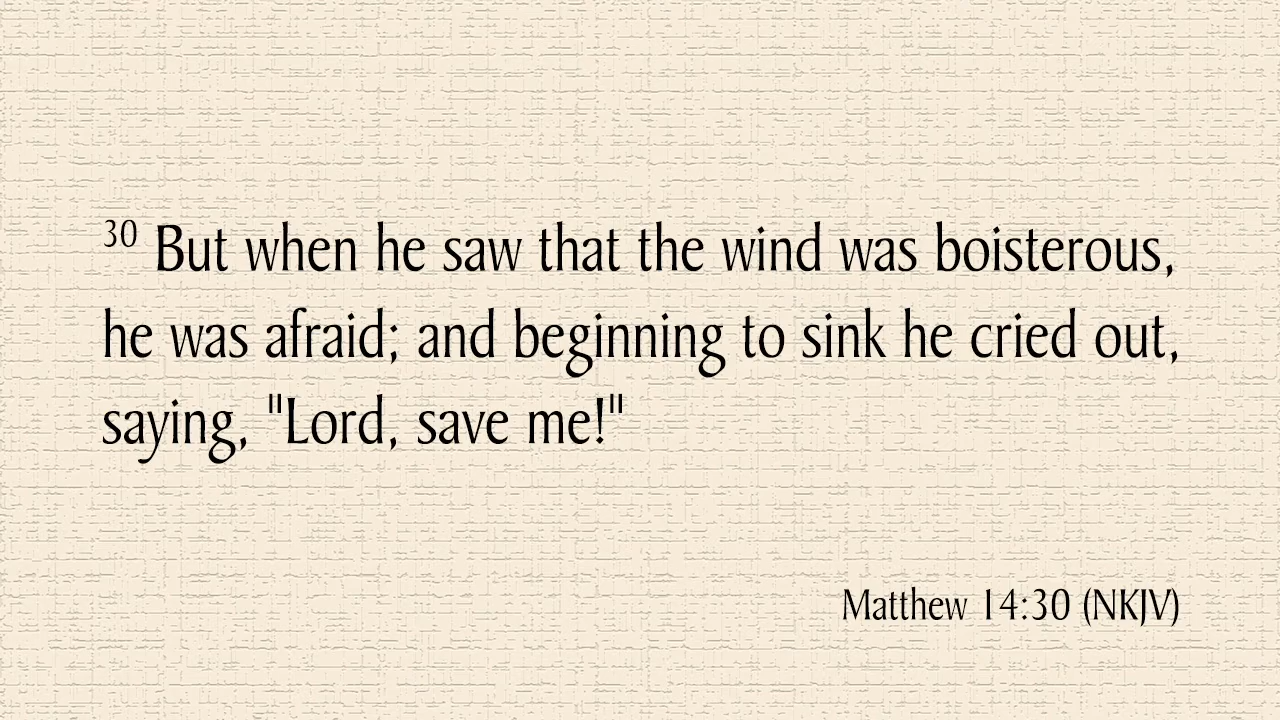 30 But when he saw that the wind was boisterous,
he was afraid; and beginning to sink he cried out,
saying, "Lord, save me!"
Matthew 14:30 (NKJV)